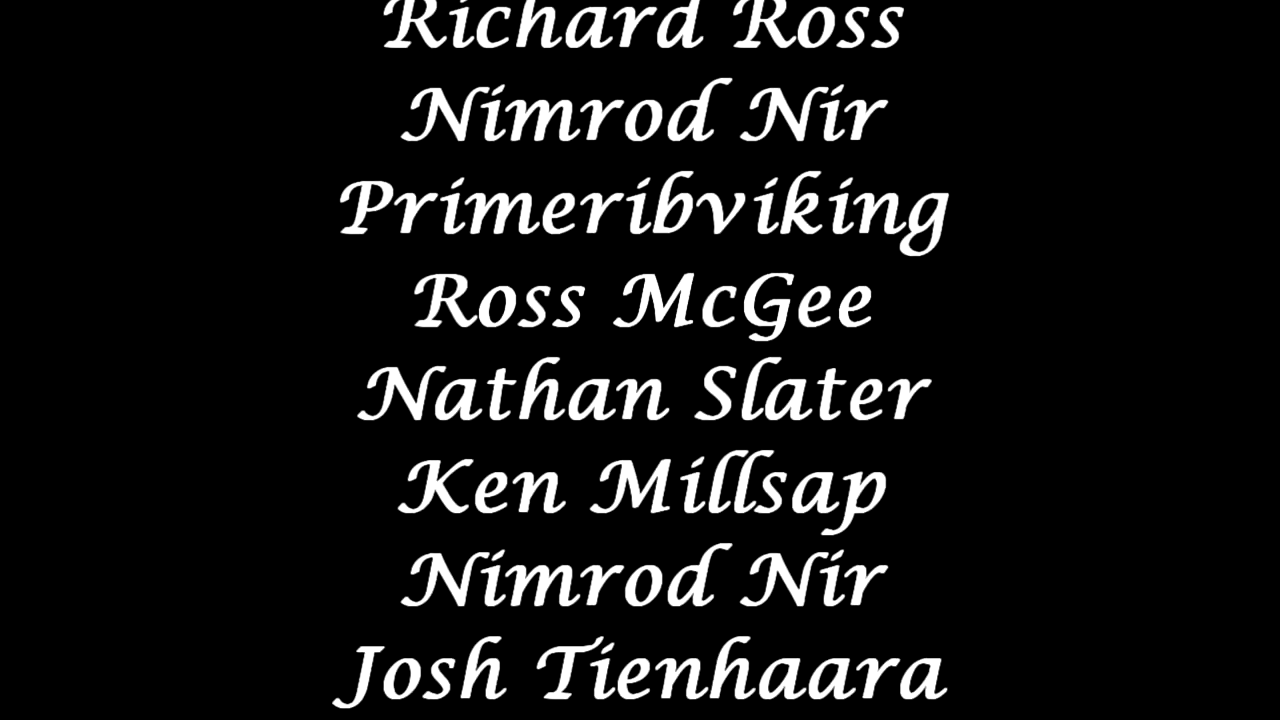 Richard Ross
Nimrod Nir
Primeribviking
Ross McGee
Nathan Slater
Ken Millsap
Nimrod Nir
Josh Tienhaara